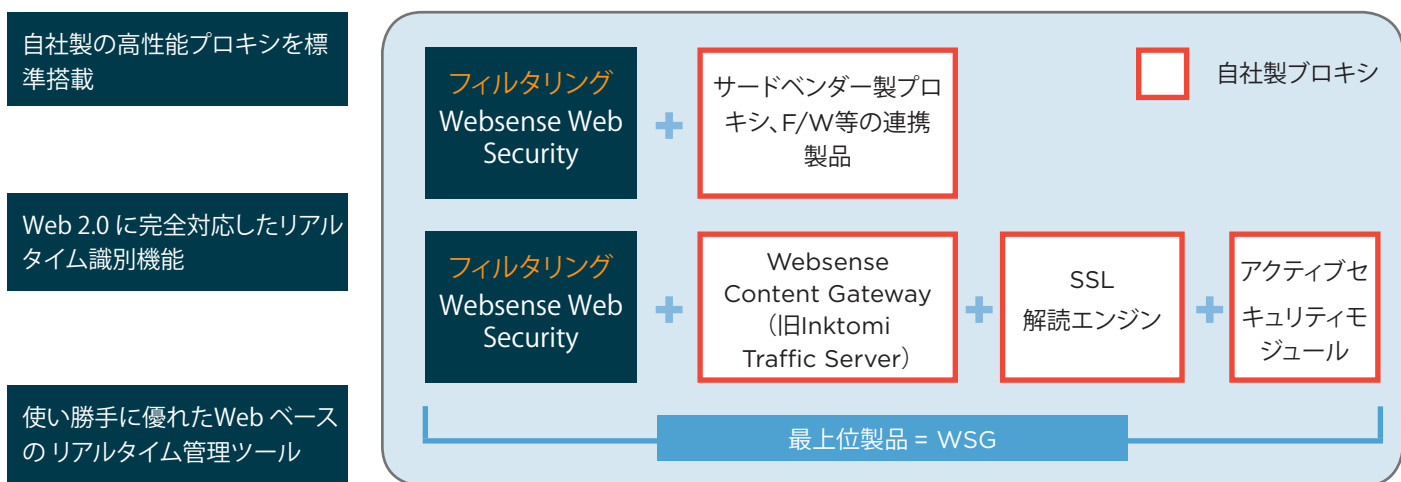 自社製の高性能プロキシを標
準搭載
Web 2.0 に完全対応したリアル
タイム識別機能
使い勝手に優れたWeb ベース
の リアルタイム管理ツール
フィルタリング
Websense Web
Security
サードベンダー製プロ
キシ、F/W等の連携
製品
自社製ブロキシ
フィルタリング
Websense Web
Security
Websense
Content Gateway
（旧Inktomi
Traffic Server）
SSL
解読エンジン
アクティブセ
キュリティモ
ジュール
最上位製品 = WSG